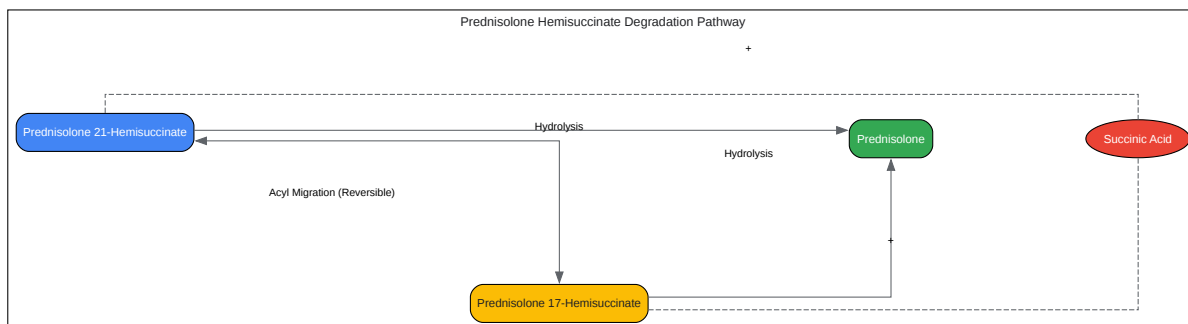 Prednisolone Hemisuccinate Degradation Pathway
+
Hydrolysis
Prednisolone 21-Hemisuccinate
Prednisolone
Succinic Acid
Hydrolysis
Acyl Migration (Reversible)
+
Prednisolone 17-Hemisuccinate